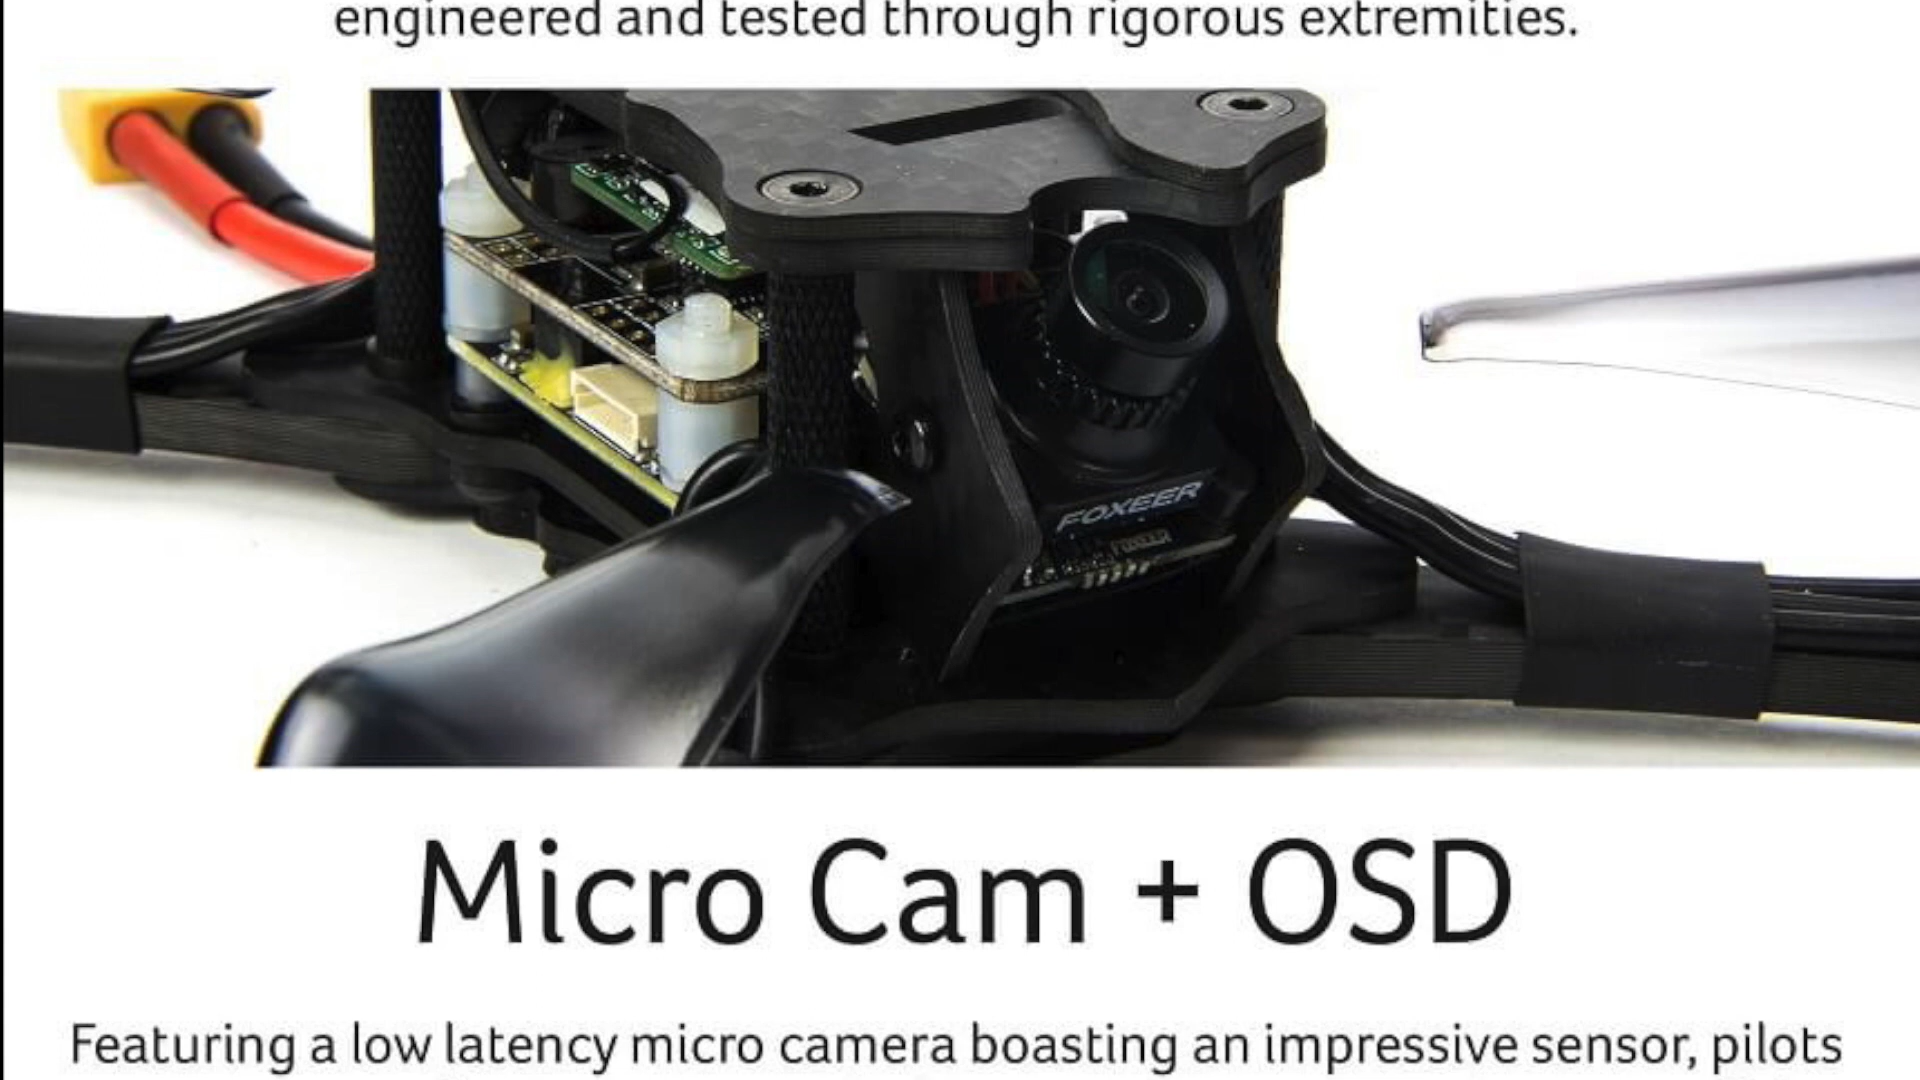 engineered and tested through rigorous extremities.
FOXEER
FOXEER
Micro Cam + OSD
Featuring a low latency micro camera boasting an impressive sensor, pilots